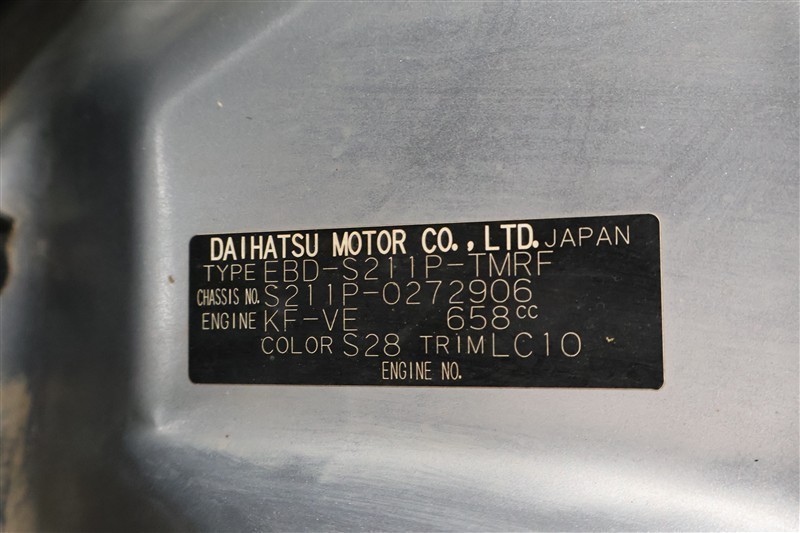 DAIHATSU MOTOR CO., LTD. JAPAN
TYPE EBD-S211P-TMRF
CHASSIS NO. S211P-0272906
ENGINE KF-VE 658cc
COLOR S28 TRIM LC10
ENGINE NO.